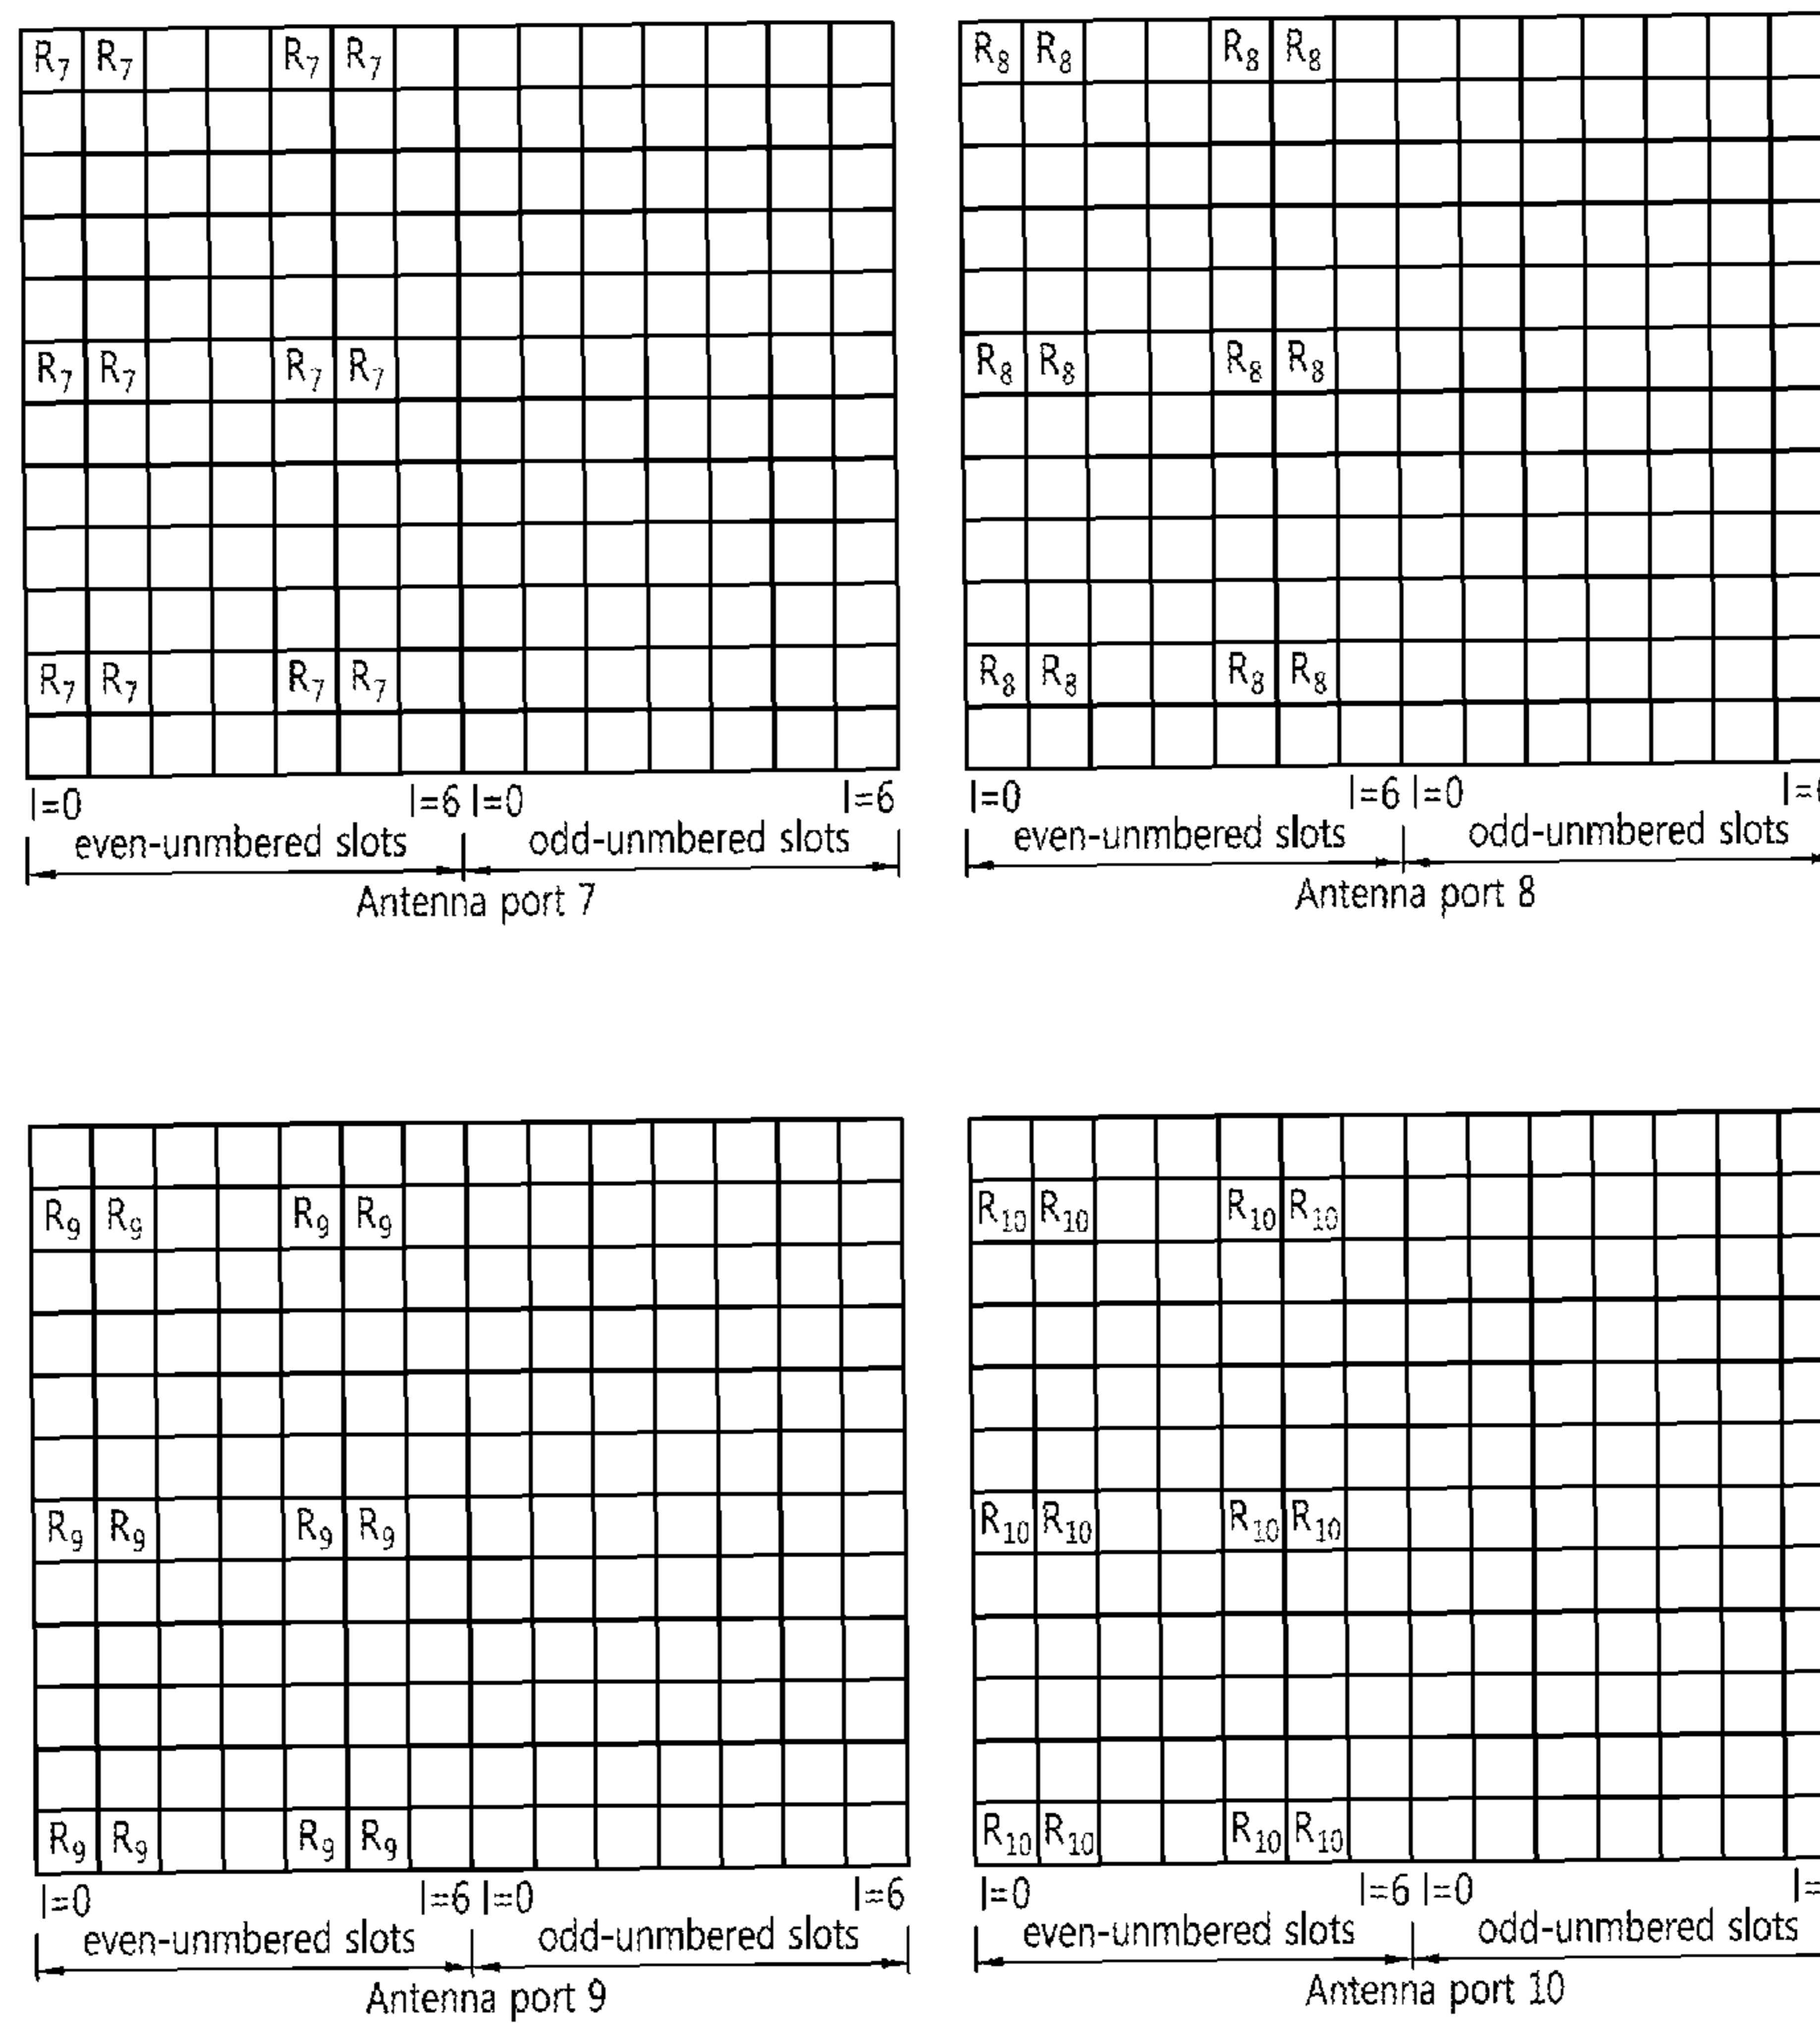 R7 R7 R7 R7 R8 R8 R8 R8
R7 R7 R7 R7 R8 R8 R8 R8
R7 R7 R7 R7 R8 R8 R8 R8
l=0 l=6 l=0 l=6 l=0 l=6 l=0 l=
even-unmbered slots odd-unmbered slots even-unmbered slots odd-unmbered slots
Antenna port 7 Antenna port 8
R9 R9 R9 R9 R10 R10 R10 R10
R9 R9 R9 R9 R10 R10 R10 R10
R9 R9 R9 R9 R10 R10 R10 R10
l=0 l=6 l=0 l=6 l=0 l=6 l=0 l=
even-unmbered slots odd-unmbered slots even-unmbered slots odd-unmbered slots
Antenna port 9 Antenna port 10